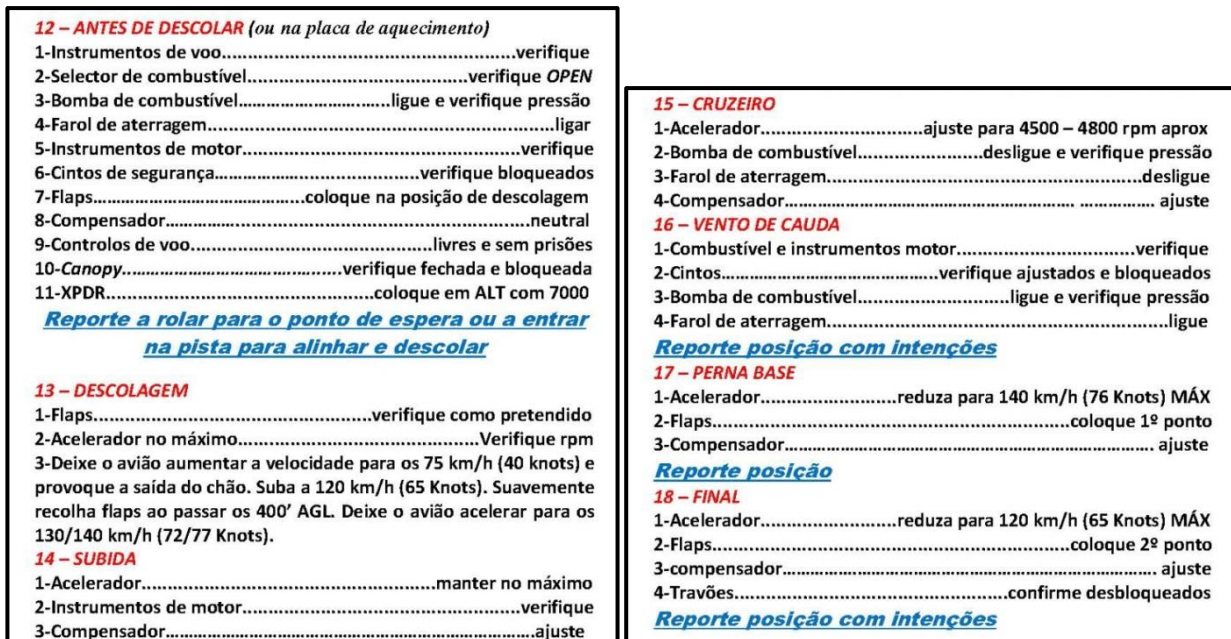 12 – ANTES DE DESCOLAR (ou na placa de aquecimento)
1-Instrumentos de voo.....................................................verifique
2-Selector de combustível...........................................verifique OPEN
3-Bomba de combustível..............................ligue e verifique pressão
4-Farol de aterragem....................................................................ligar
5-Instrumentos de motor..................................................verifique
6-Cintos de segurança........................................verifique bloqueados
7-Flaps..........................................coloque na posição de descolagem
8-Compensador.......................................................................neutral
9-Controlos de voo...............................................livres e sem prisões
10-Canopy...........................................verifique fechada e bloqueada
11-XPDR....................................................coloque em ALT com 7000
Reporte a rolar para o ponto de espera ou a entrar
na pista para alinhar e descolar
13 – DESCOLAGEM
1-Flaps......................................................verifique como pretendido
2-Acelerador no máximo...............................................Verifique rpm
3-Deixe o avião aumentar a velocidade para os 75 km/h (40 knots) e
provoque a saída do chão. Suba a 120 km/h (65 Knots). Suavemente
recolha flaps ao passar os 400’ AGL. Deixe o avião acelerar para os
130/140 km/h (72/77 Knots).
14 – SUBIDA
1-Acelerador.........................................................manter no máximo
2-Instrumentos de motor......................................................verifique
3-Compensador........................................................................ajuste
15 – CRUZEIRO
1-Acelerador...............................ajuste para 4500 – 4800 rpm aprox
2-Bomba de combustível........................desligue e verifique pressão
3-Farol de aterragem.............................................................desligue
4-Compensador........................................................ ............... ajuste
16 – VENTO DE CAUDA
1-Combustível e instrumentos motor..................................verifique
2-Cintos..........................................verifique ajustados e bloqueados
3-Bomba de combustível.............................ligue e verifique pressão
4-Farol de aterragem..................................................................ligue
Reporte posição com intenções
17 – PERNA BASE
1-Acelerador..........................reduza para 140 km/h (76 Knots) MÁX
2-Flaps.....................................................................coloque 1º ponto
3-Compensador........................................................................ ajuste
Reporte posição
18 – FINAL
1-Acelerador..........................reduza para 120 km/h (65 Knots) MÁX
2-Flaps.....................................................................coloque 2º ponto
3-compensador........................................................................ ajuste
4-Travões.....................................................confirme desbloqueados
Reporte posição com intenções